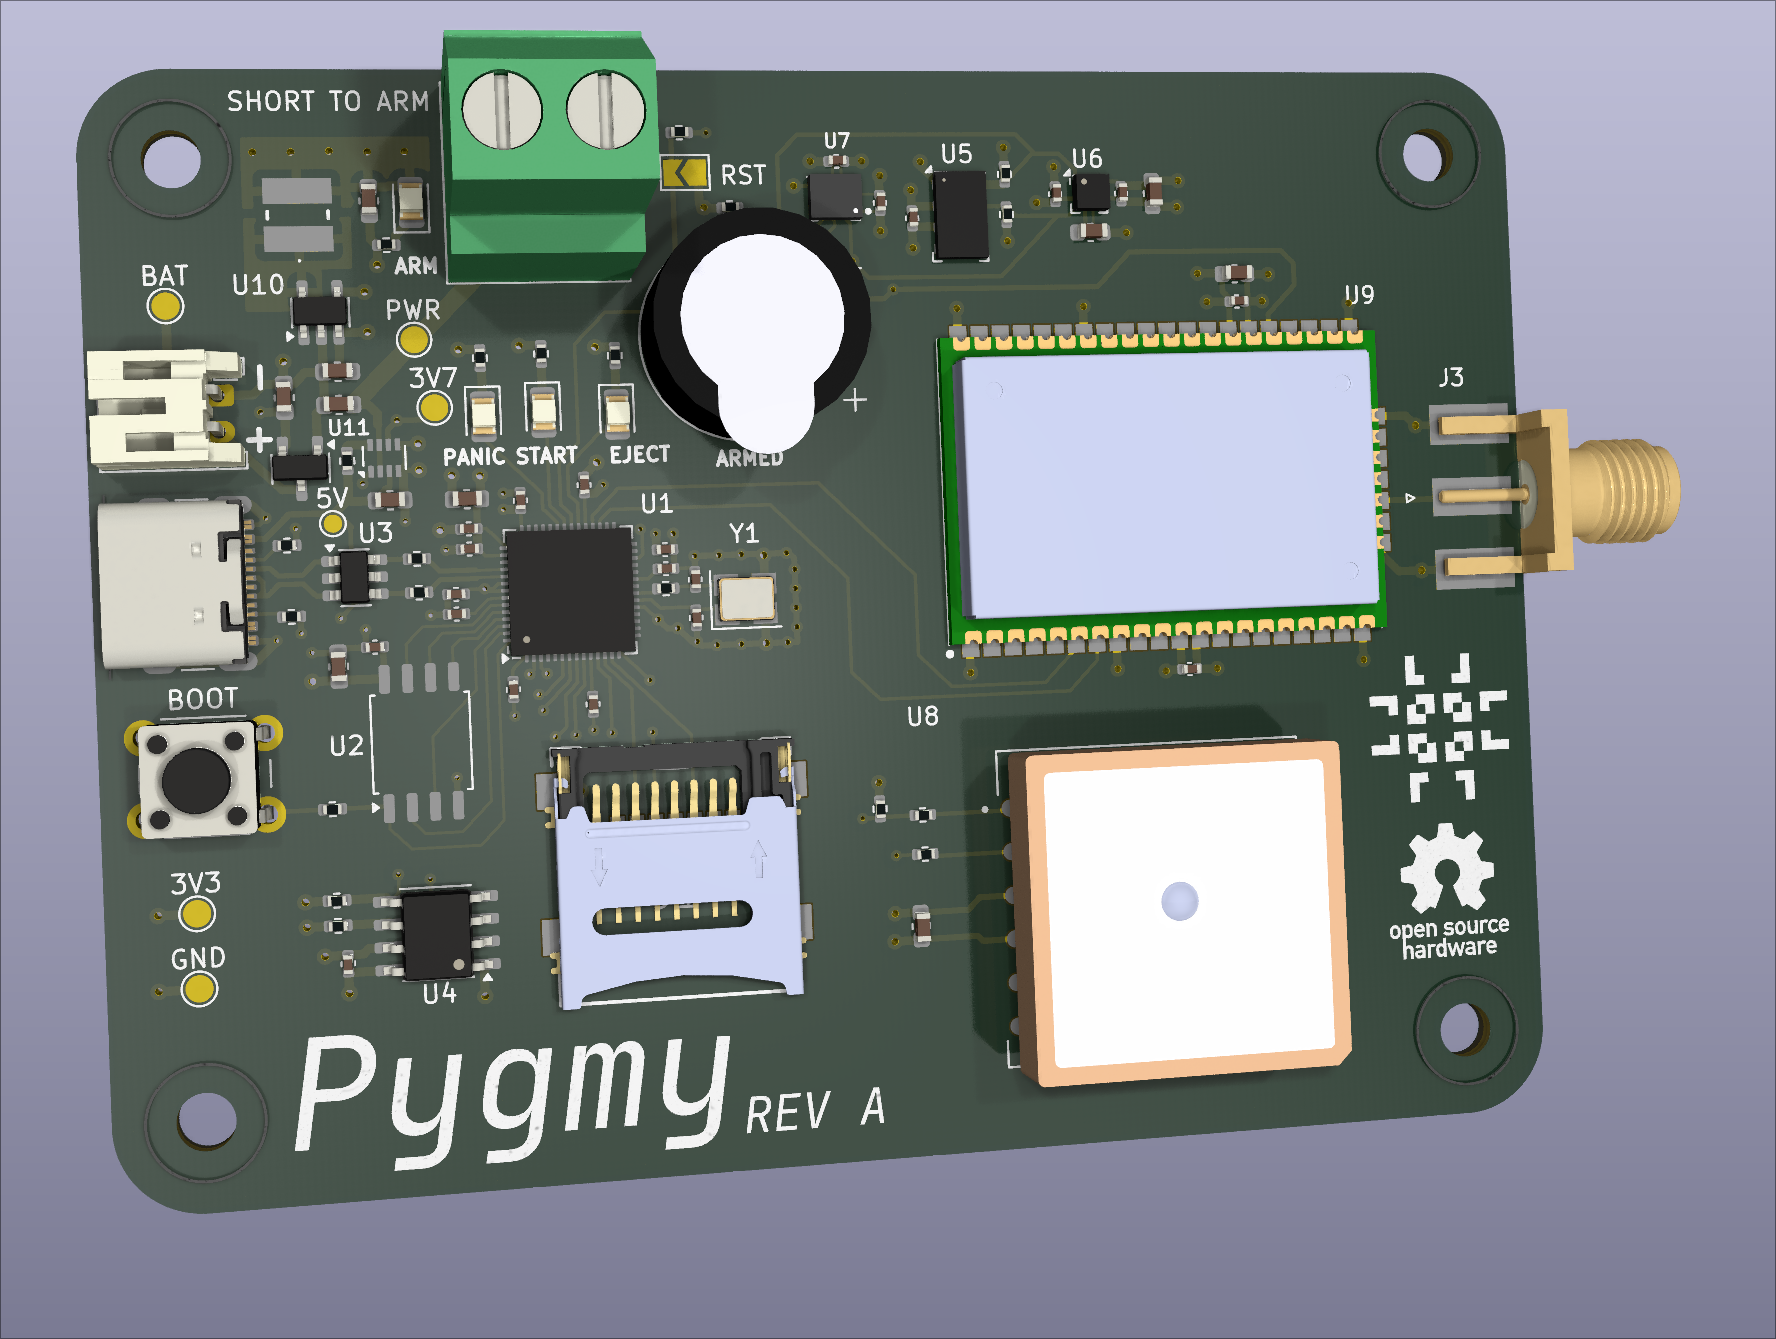 SHORT TO ARM
RST
U7
U5
U6
ARM
BAT
U10
PWR
U9
3V7
J3
U11
PANIC START EJECT ARMED
+
+
5V
U3
U1
Y1
BOOT
U2
U8
3V3
GND
U4
open source
hardware
Pygmy REV A